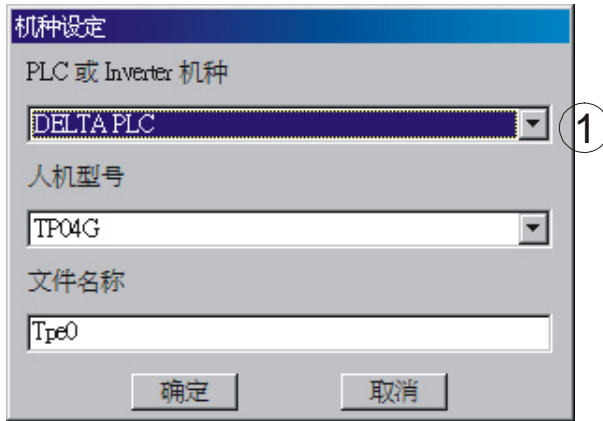 机种设定
PLC 或 Inverter 机种
DELTA PLC
1
人机型号
TP04G
文件名称
Tpe0
确定 取消